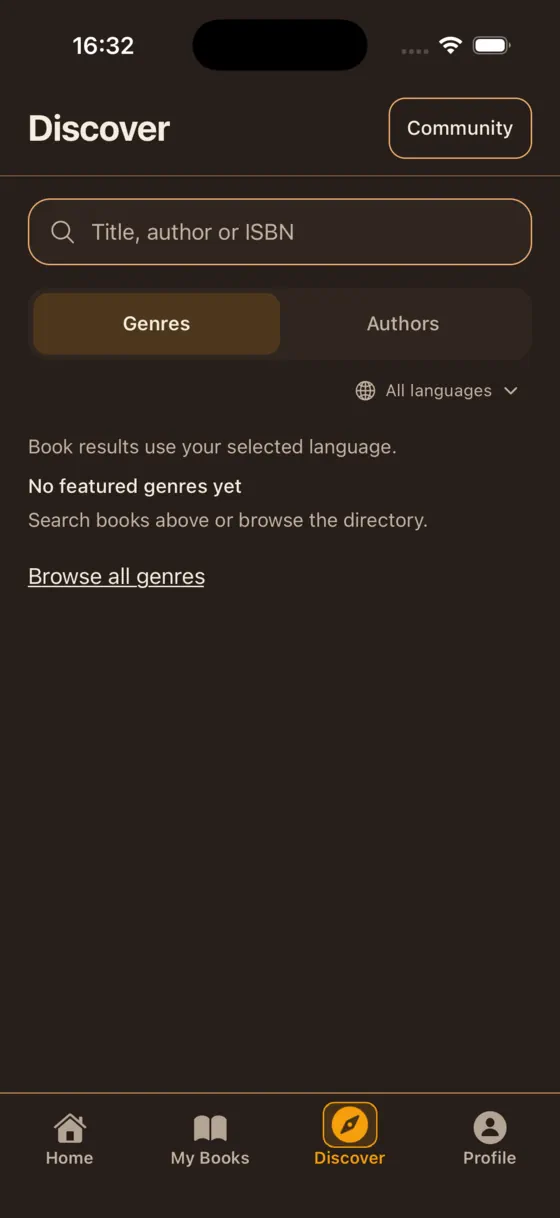 16:32
Discover
Community
Title, author or ISBN
Genres
Authors
All languages
Book results use your selected language.
No featured genres yet
Search books above or browse the directory.
Browse all genres
Home
My Books
Discover
Profile